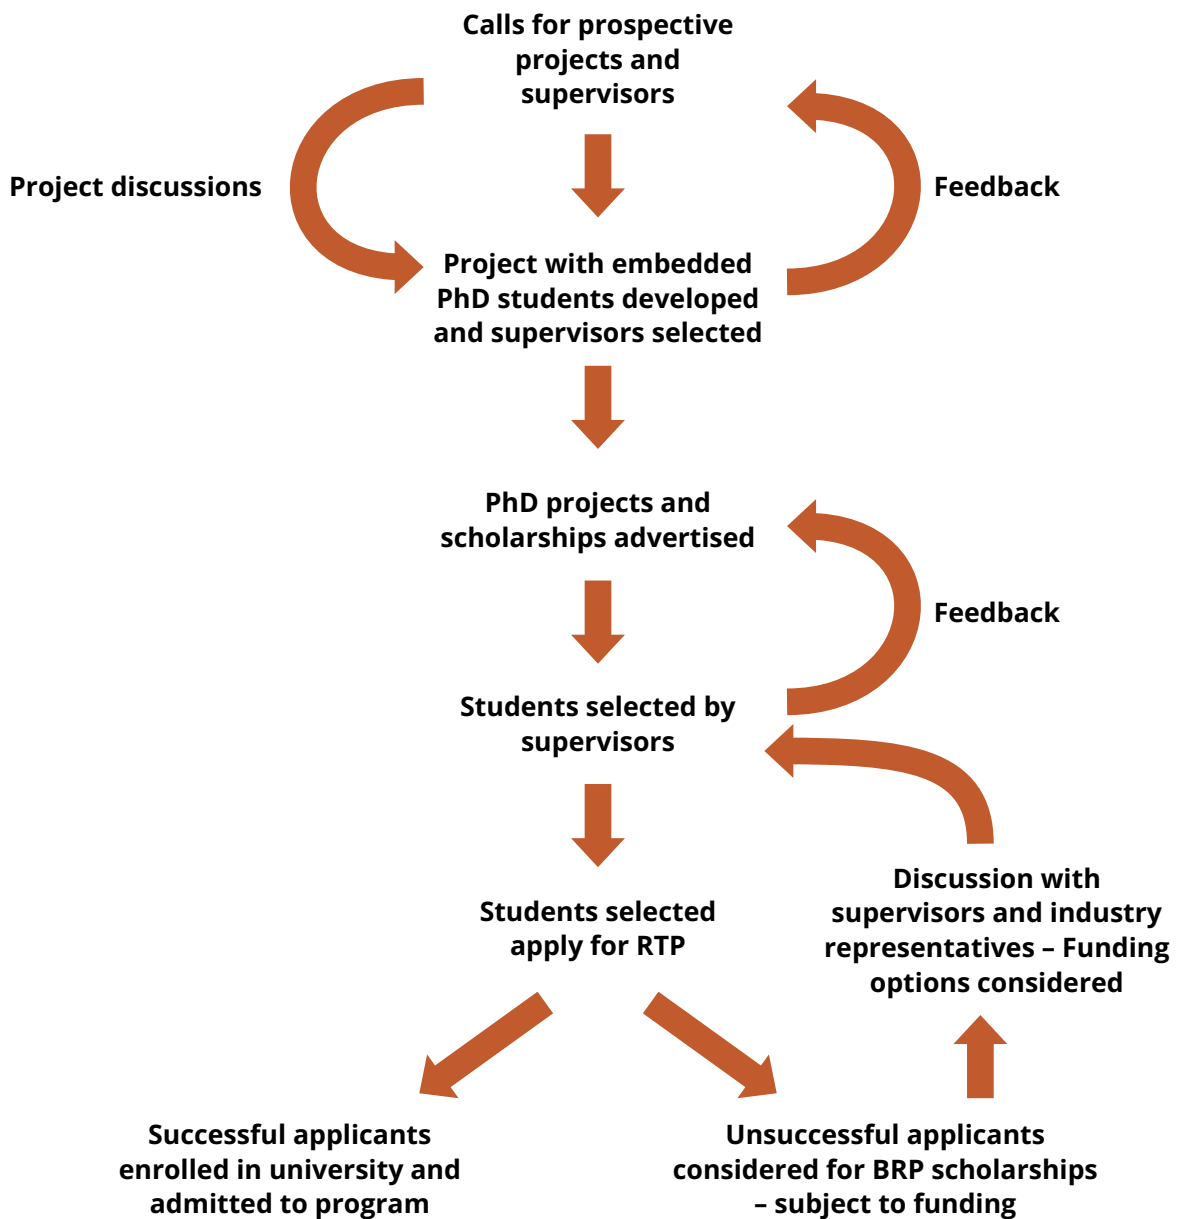 Calls for prospective
projects and
supervisors
Project discussions
Feedback
Project with embedded
PhD students developed
and supervisors selected
PhD projects and
scholarships advertised
Feedback
Students selected by
supervisors
Students selected
apply for RTP
Discussion with
supervisors and industry
representatives – Funding
options considered
Successful applicants
enrolled in university and
admitted to program
Unsuccessful applicants
considered for BRP scholarships
– subject to funding